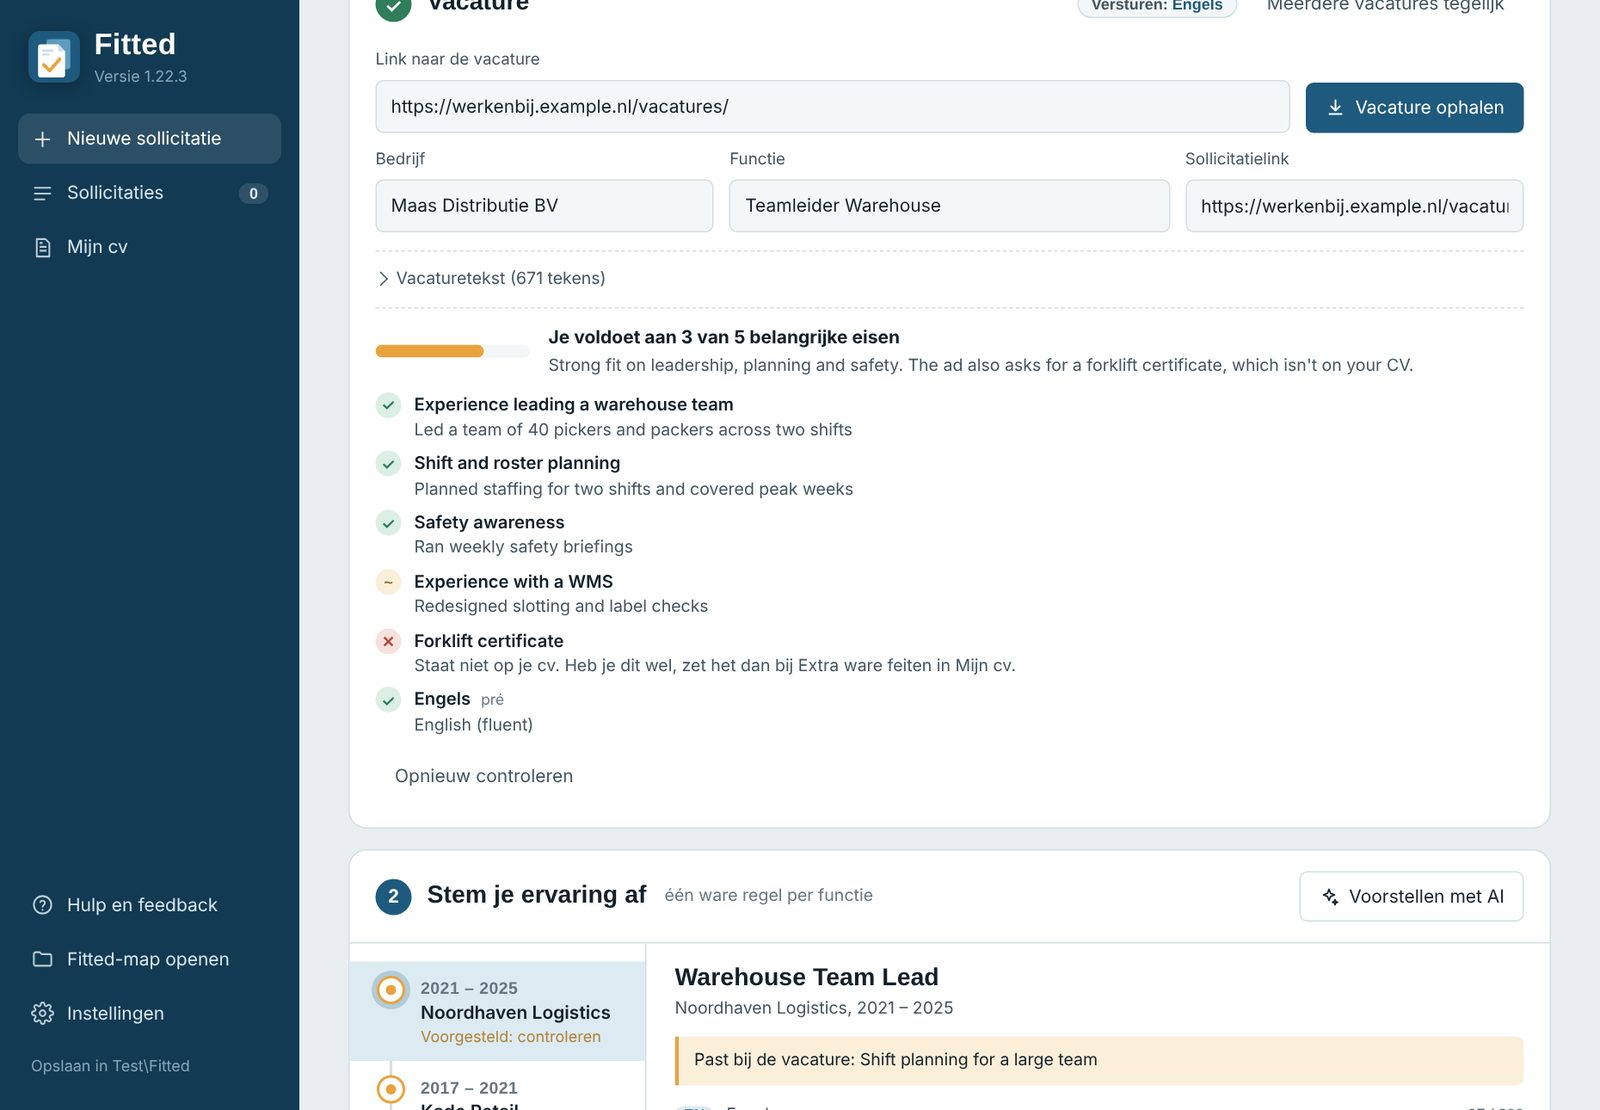 Fitted
Versie 1.22.3
Nieuwe sollicitatie
Sollicitaties 0
Mijn cv
Hulp en feedback
Fitted-map openen
Instellingen
Opslaan in Test\Fitted
Vacature Versturen: Engels Meerdere vacatures tegelijk
Link naar de vacature
https://werkenbij.example.nl/vacatures/ Vacature ophalen
Bedrijf Functie Sollicitatielink
Maas Distributie BV Teamleider Warehouse https://werkenbij.example.nl/vacatu
Vacaturetekst (671 tekens)
Je voldoet aan 3 van 5 belangrijke eisen
Strong fit on leadership, planning and safety. The ad also asks for a forklift certificate, which isn't on your CV.
Experience leading a warehouse team
Led a team of 40 pickers and packers across two shifts
Shift and roster planning
Planned staffing for two shifts and covered peak weeks
Safety awareness
Ran weekly safety briefings
~ Experience with a WMS
Redesigned slotting and label checks
Forklift certificate
Staat niet op je cv. Heb je dit wel, zet het dan bij Extra ware feiten in Mijn cv.
Engels pré
English (fluent)
Opnieuw controleren
2 Stem je ervaring af één ware regel per functie Voorstellen met AI
2021 – 2025
Noordhaven Logistics
Voorgesteld: controleren
2017 – 2021
Warehouse Team Lead
Noordhaven Logistics, 2021 – 2025
Past bij de vacature: Shift planning for a large team